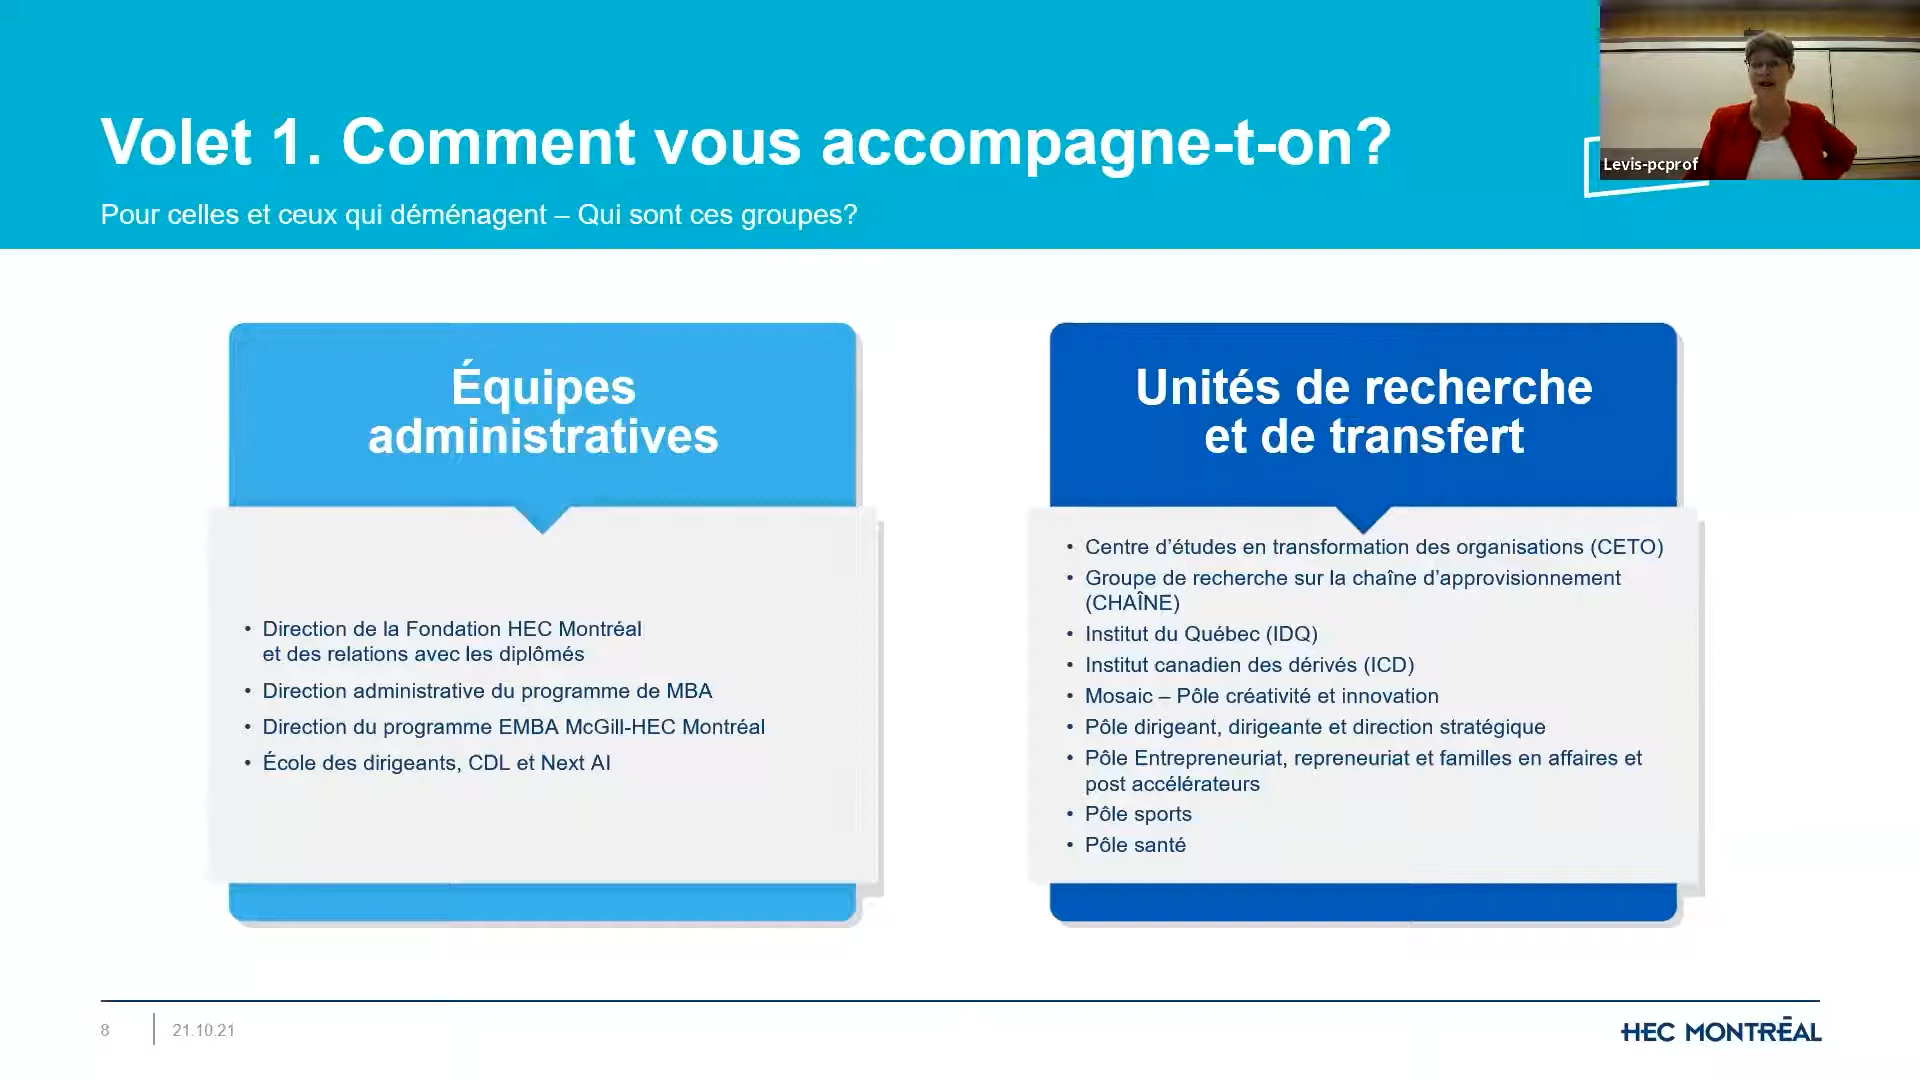 Volet 1. Comment vous accompagne-t-on?
Pour celles et ceux qui déménagent – Qui sont ces groupes?
Levis-pcprof
Équipes
administratives
• Direction de la Fondation HEC Montréal
et des relations avec les diplômés
• Direction administrative du programme de MBA
• Direction du programme EMBA McGill-HEC Montréal
• École des dirigeants, CDL et Next AI
Unités de recherche
et de transfert
• Centre d’études en transformation des organisations (CETO)
• Groupe de recherche sur la chaîne d’approvisionnement
(CHAÎNE)
• Institut du Québec (IDQ)
• Institut canadien des dérivés (ICD)
• Mosaic – Pôle créativité et innovation
• Pôle dirigeant, dirigeante et direction stratégique
• Pôle Entrepreneuriat, repreneuriat et familles en affaires et
post accélérateurs
• Pôle sports
• Pôle santé
8
21.10.21
HEC MONTRÉAL